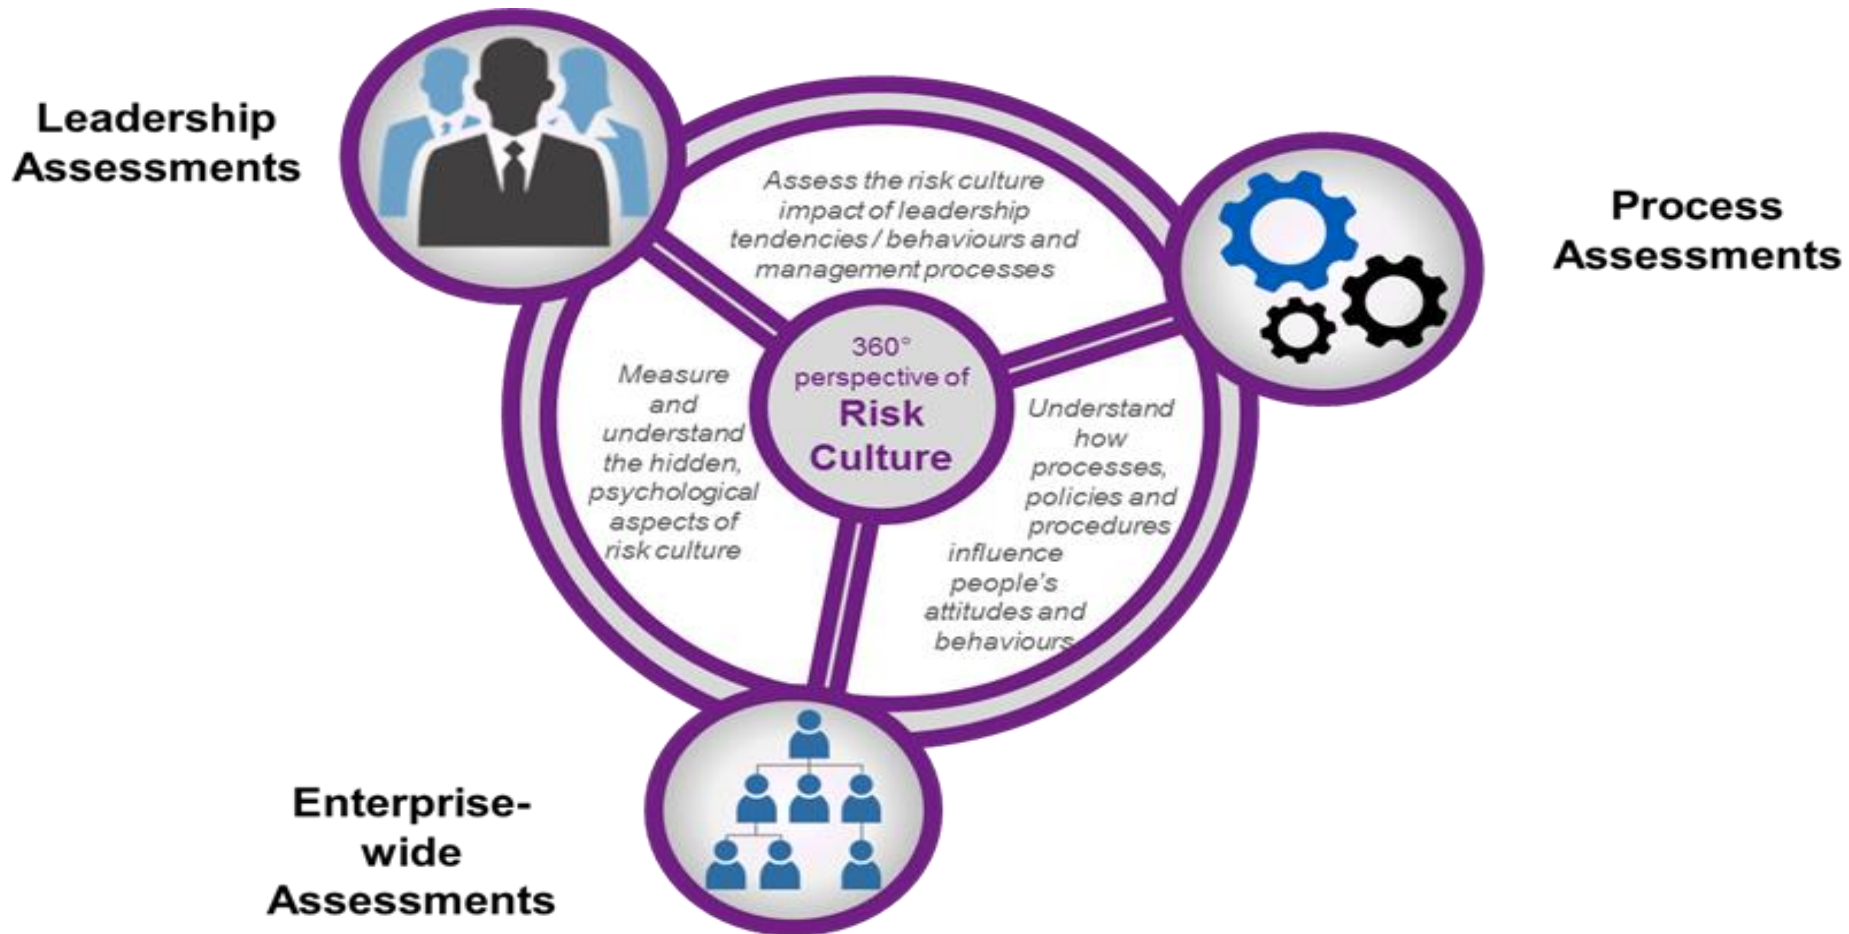 Leadership
Assessments
Assess the risk culture
impact of leadership
tendencies / behaviours and
management processes
Process
Assessments
360°
perspective of
Risk
Culture
Measure
and
understand
the hidden,
psychological
aspects of
risk culture
Understand
how
processes,
policies and
procedures
influence
people's
attitudes and
behaviours
Enterprise-
wide
Assessments